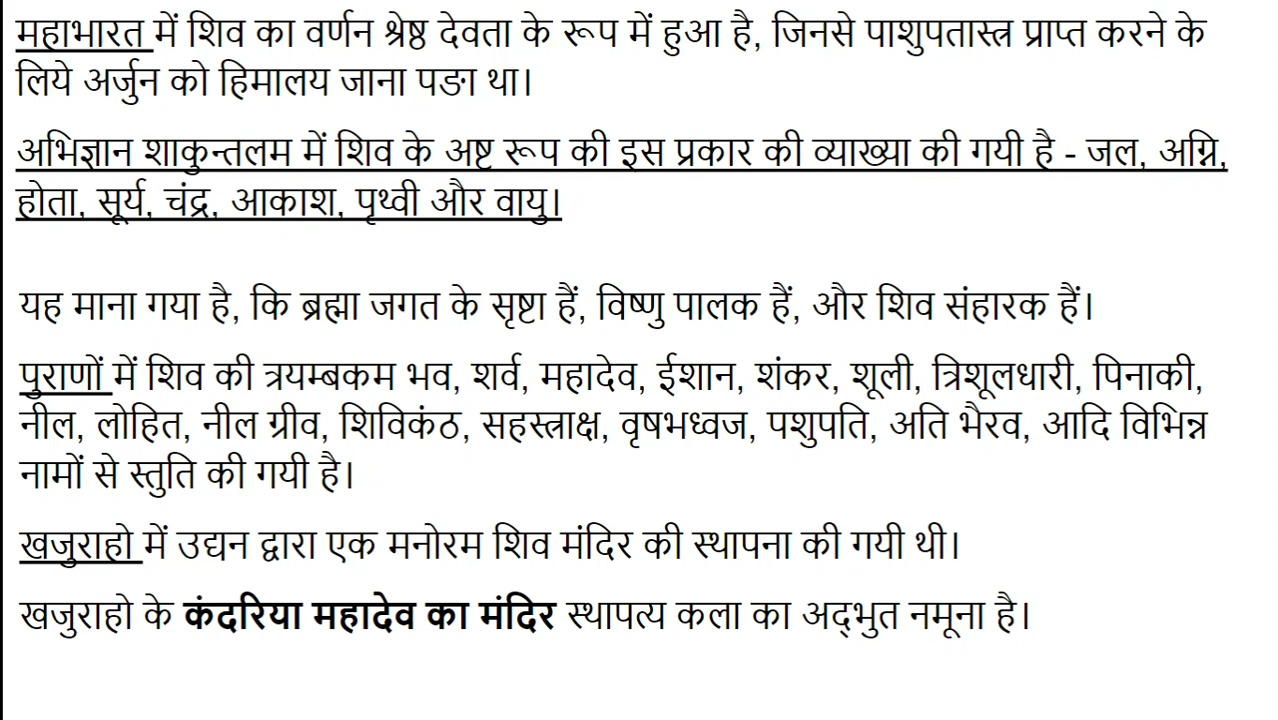 महाभारत में शिव का वर्णन श्रेष्ठ देवता के रूप में हुआ है, जिनसे पाशुपतास्त्र प्राप्त करने के
लिये अर्जुन को हिमालय जाना पङा था।
अभिज्ञान शाकुन्तलम में शिव के अष्ट रूप की इस प्रकार की व्याख्या की गयी है - जल, अग्नि,
होता, सूर्य, चंद्र, आकाश, पृथ्वी और वायु।
यह माना गया है, कि ब्रह्मा जगत के सृष्टा हैं, विष्णु पालक हैं, और शिव संहारक हैं।
पुराणों में शिव की त्रयम्बकम भव, शर्व, महादेव, ईशान, शंकर, शूली, त्रिशूलधारी, पिनाकी,
नील, लोहित, नील ग्रीव, शिविकंठ, सहस्त्राक्ष, वृषभध्वज, पशुपति, अति भैरव, आदि विभिन्न
नामों से स्तुति की गयी है।
खजुराहो में उद्यन द्वारा एक मनोरम शिव मंदिर की स्थापना की गयी थी।
खजुराहो के कंदरिया महादेव का मंदिर स्थापत्य कला का अद्‌भुत नमूना है।